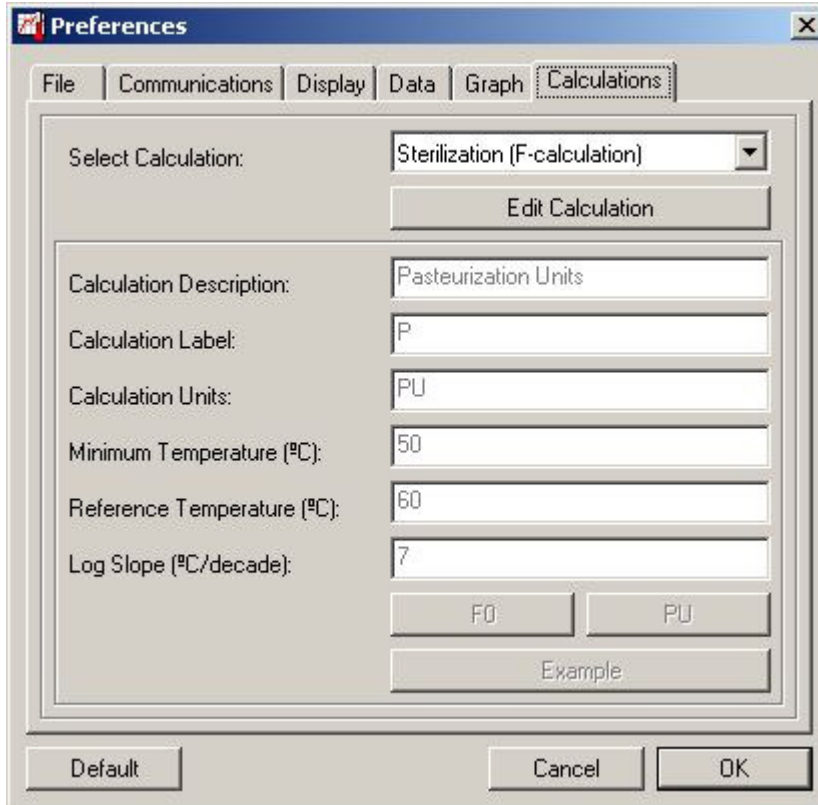 Preferences
File Communications Display Data Graph Calculations
Select Calculation: Sterilization (F-calculation)
Edit Calculation
Calculation Description: Pasteurization Units
Calculation Label: P
Calculation Units: PU
Minimum Temperature (ºC): 50
Reference Temperature (ºC): 60
Log Slope (ºC/decade): 7
F0 PU
Example
Default Cancel OK